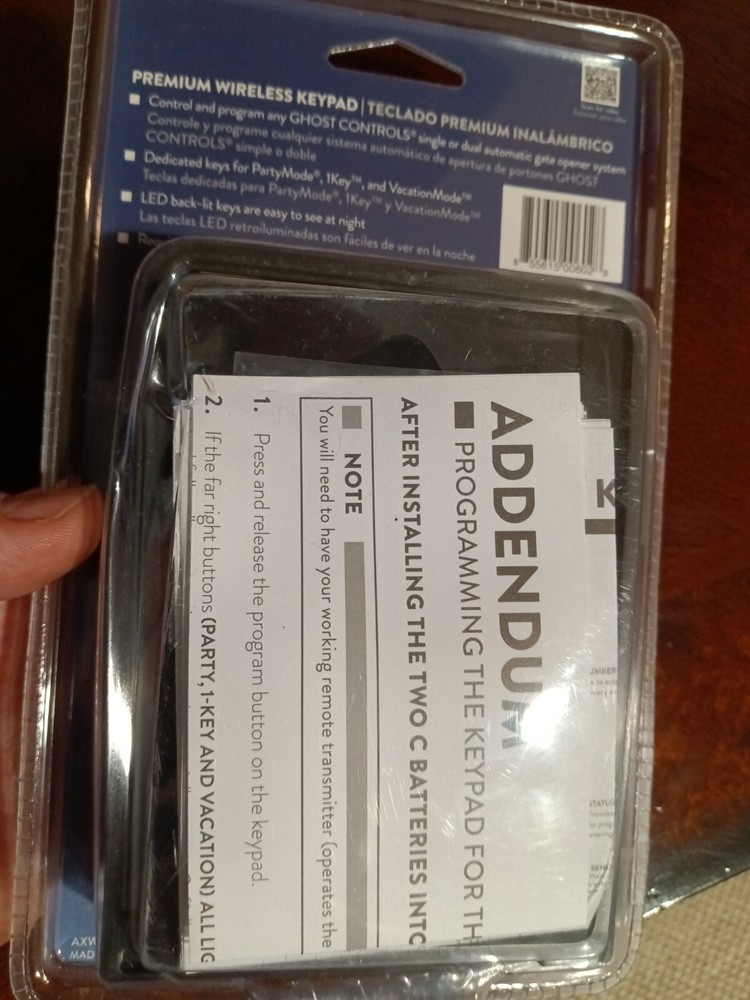 PREMIUM WIRELESS KEYPAD | TECLADO PREMIUM INALÁMBRICO
Control and program any GHOST CONTROLS® single or dual automatic gate opener system
Controle y programe cualquier sistema automático de apertura de portones GHOST
CONTROLS® simple o doble
Dedicated keys for PartyMode®, 1Key™, and VacationMode™
Teclas dedicadas para PartyMode®, 1Key™ y VacationMode™
LED back-lit keys are easy to see at night
Las teclas LED retroiluminadas son fáciles de ver en la noche
ADDENDUM
PROGRAMMING THE KEYPAD FOR TH
AFTER INSTALLING THE TWO C BATTERIES INTO
NOTE
You will need to have your working remote transmitter (operates the
1. Press and release the program button on the keypad.
2. If the far right buttons (PARTY, 1-KEY AND VACATION) ALL LIG
AXW
MAD